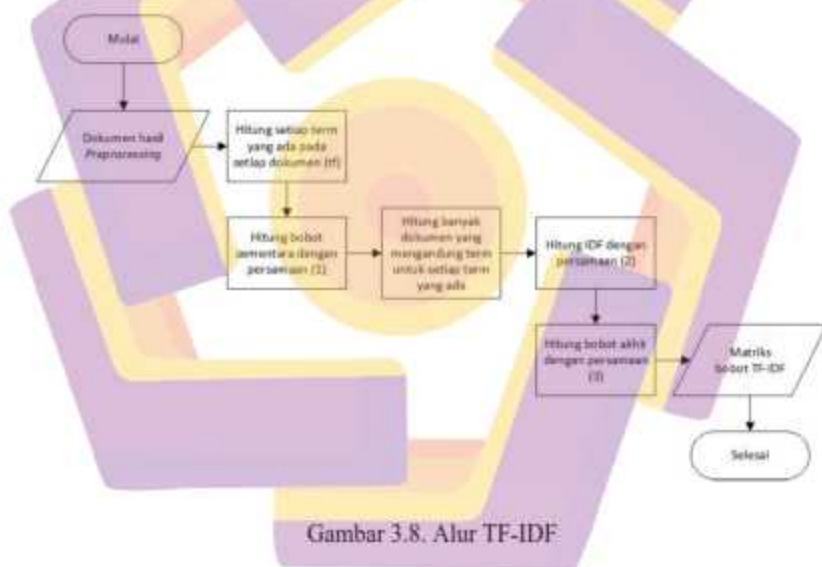 Mulai
Dokumen hasil
Preprocessing
Hitung setiap term
yang ada pada
setiap dokumen (tf)
Hitung bobot
sementara dengan
persamaan (1)
Hitung banyak
dokumen yang
mengandung term
untuk setiap term
yang ada
Hitung IDF dengan
persamaan (2)
Hitung bobot akhir
dengan persamaan
(3)
Matriks
bobot TF-IDF
Selesai
Gambar 3.8. Alur TF-IDF